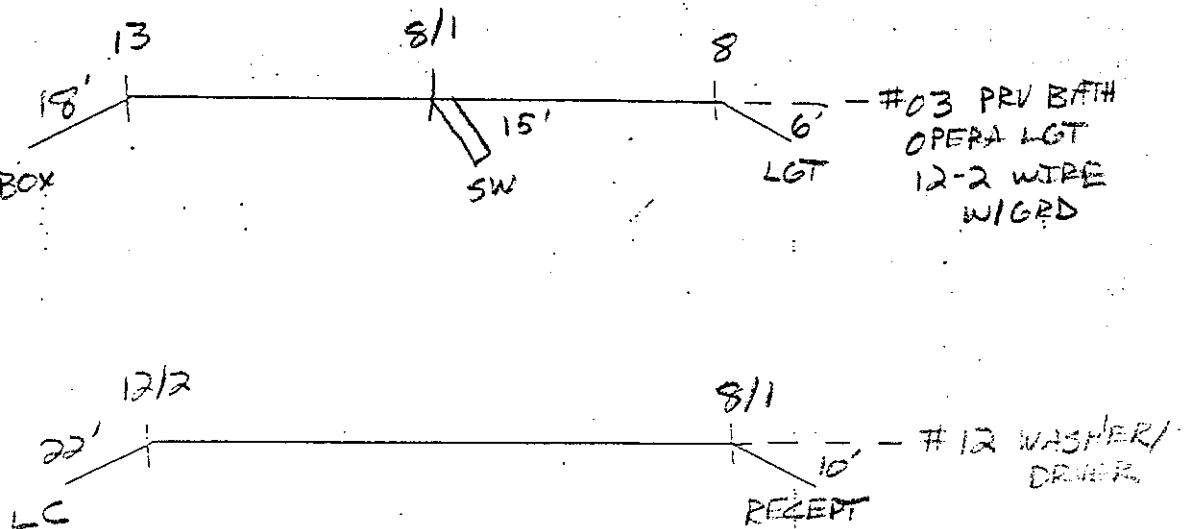 13 8/1 8
18' 15' 6' #03 PRV BATH
BOX SW LGT OPERA LGT
12-2 WIRE
W/GRD
12/2 8/1
22' 10' #12 WASHER/
LC RECEPT DRYER